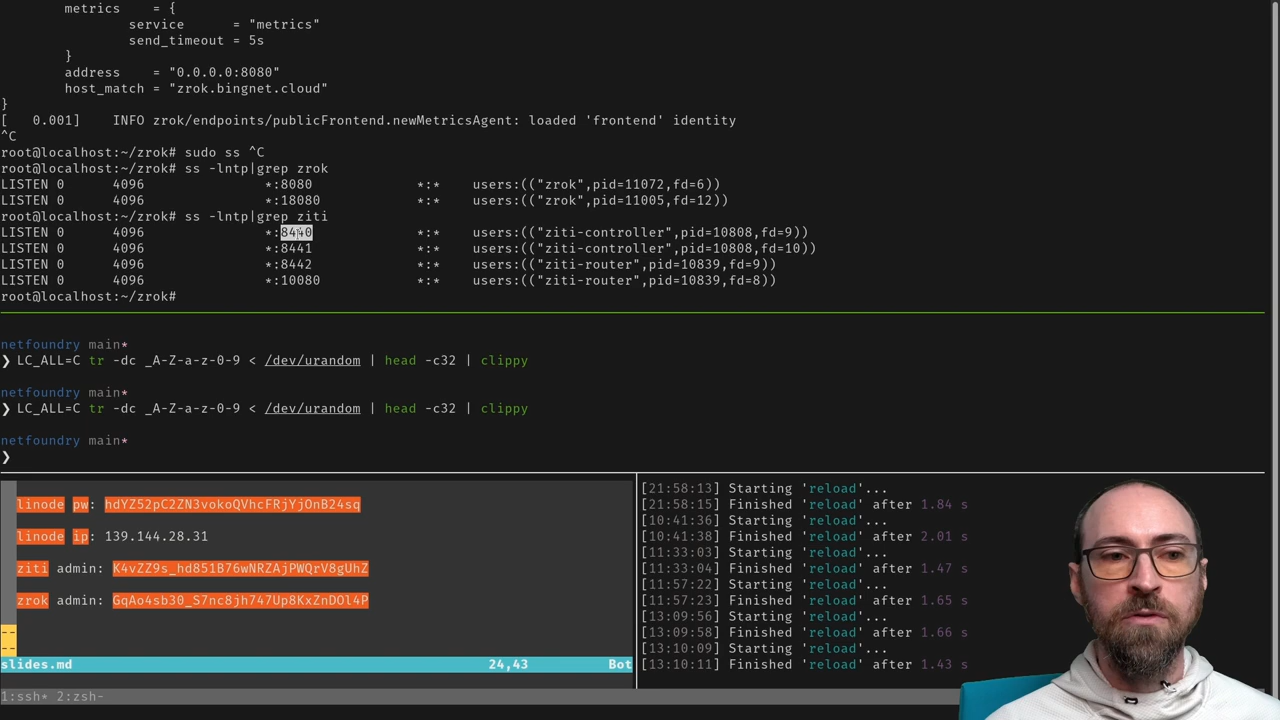 metrics = {
service = "metrics"
send_timeout = 5s
}
address = "0.0.0.0:8080"
host_match = "zrok.bingnet.cloud"
}
[ 0.001] INFO zrok/endpoints/publicFrontend.newMetricsAgent: loaded 'frontend' identity
^C
root@localhost:~/zrok# sudo ss ^C
root@localhost:~/zrok# ss -lntp|grep zrok
LISTEN 0 4096 *:8080 *:* users:(("zrok",pid=11072,fd=6))
LISTEN 0 4096 *:18080 *:* users:(("zrok",pid=11005,fd=12))
root@localhost:~/zrok# ss -lntp|grep ziti
LISTEN 0 4096 *:8440 *:* users:(("ziti-controller",pid=10808,fd=9))
LISTEN 0 4096 *:8441 *:* users:(("ziti-controller",pid=10808,fd=10))
LISTEN 0 4096 *:8442 *:* users:(("ziti-router",pid=10839,fd=9))
LISTEN 0 4096 *:10080 *:* users:(("ziti-router",pid=10839,fd=8))
root@localhost:~/zrok#
netfoundry main*
❯ LC_ALL=C tr -dc _A-Z-a-z-0-9 < /dev/urandom | head -c32 | clippy
netfoundry main*
❯ LC_ALL=C tr -dc _A-Z-a-z-0-9 < /dev/urandom | head -c32 | clippy
netfoundry main*
❯
linode pw: hdYZ52pC2ZN3vokoQVhcFRjYjOnB24sq
linode ip: 139.144.28.31
ziti admin: K4vZZ9s_hd851B76wNRZAjPWQrV8gUhZ
zrok admin: GqAo4sb30_S7nc8jh747Up8KxZnDOl4P
--
--
slides.md 24,43 Bot
[21:58:13] Starting 'reload'...
[21:58:15] Finished 'reload' after 1.84 s
[10:41:36] Starting 'reload'...
[10:41:38] Finished 'reload' after 2.01 s
[11:33:03] Starting 'reload'...
[11:33:04] Finished 'reload' after 1.47 s
[11:57:22] Starting 'reload'...
[11:57:23] Finished 'reload' after 1.65 s
[13:09:56] Starting 'reload'...
[13:09:58] Finished 'reload' after 1.66 s
[13:10:09] Starting 'reload'...
[13:10:11] Finished 'reload' after 1.43 s
1:ssh* 2:zsh-